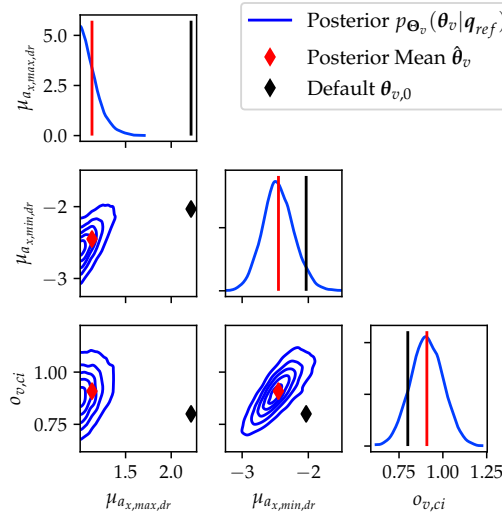 Posterior p_{Θ_v}(θ_v|q_{ref})
Posterior Mean θ̂_v
Default θ_{v,0}
μ_{a_{x,max,dr}}
5.0
2.5
0.0
μ_{a_{x,min,dr}}
−2
−3
o_{v,ci}
1.00
0.75
1.5 2.0
μ_{a_{x,max,dr}}
−3 −2
μ_{a_{x,min,dr}}
0.75 1.00 1.25
o_{v,ci}